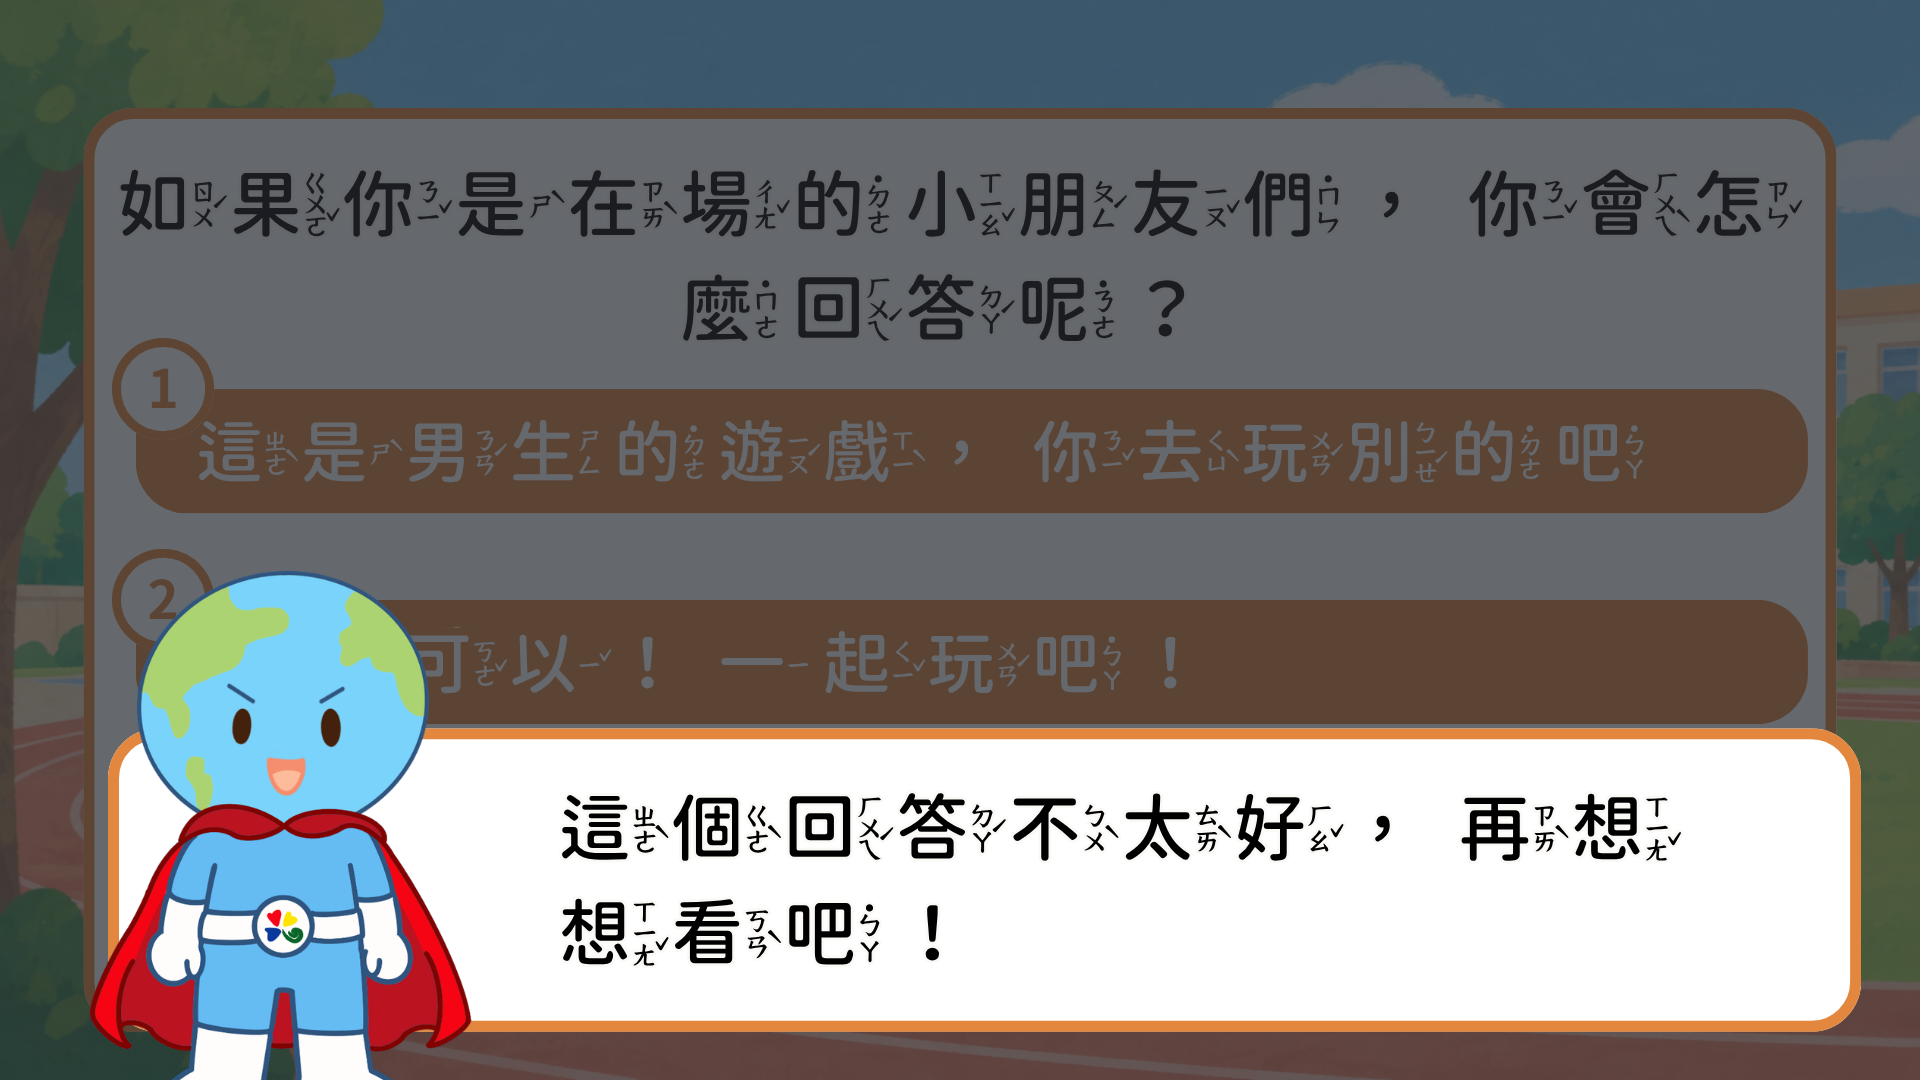 如果你是在場的小朋友們，你會怎
麼回答呢？
1
這是男生的遊戲，你去玩別的吧
2
可以！一起玩吧！
這個回答不太好，再想
想看吧！